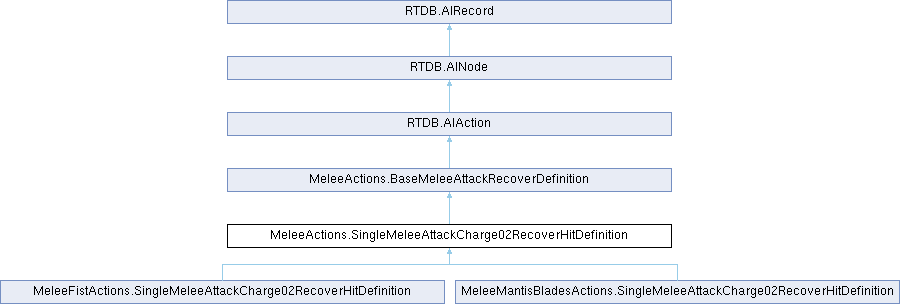 RTDB.AIRecord
RTDB.AINode
RTDB.AIAction
MeleeActions.BaseMeleeAttackRecoverDefinition
MeleeActions.SingleMeleeAttackCharge02RecoverHitDefinition
MeleeFistActions.SingleMeleeAttackCharge02RecoverHitDefinition
MeleeMantisBladesActions.SingleMeleeAttackCharge02RecoverHitDefinition